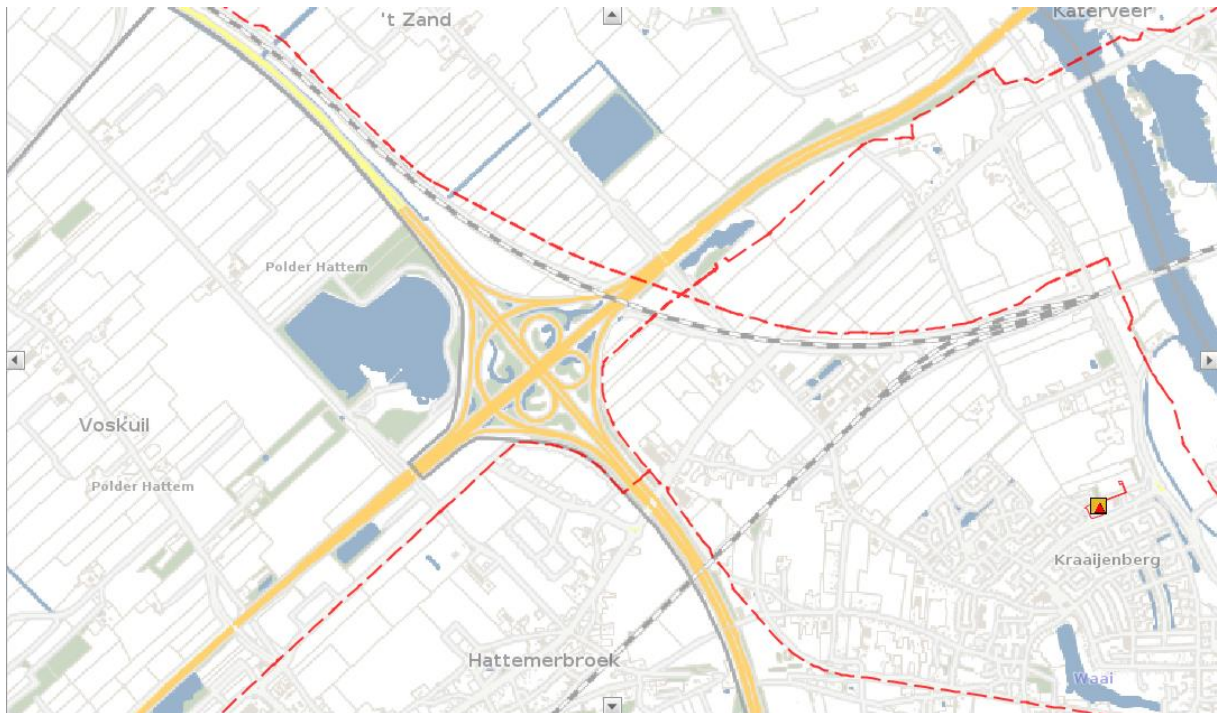 't Zand
Katerveer
Polder Hattem
Voskuil
Polder Hattem
Kraaijenberg
Hattemerbroek
Waai